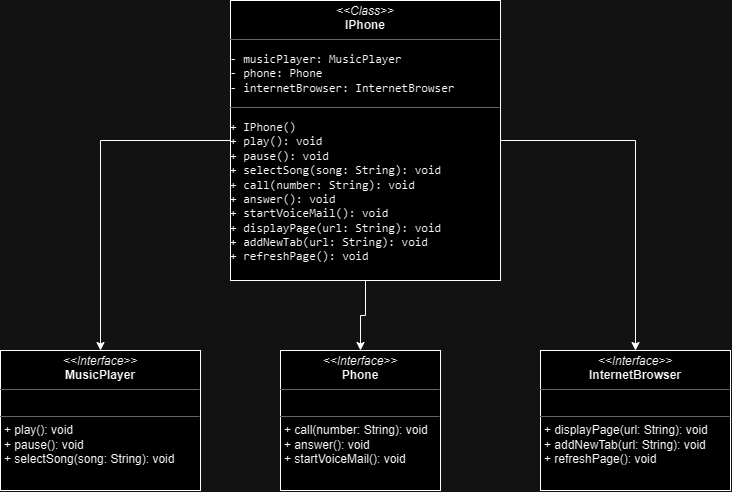 <<Class>>
IPhone
- musicPlayer: MusicPlayer
- phone: Phone
- internetBrowser: InternetBrowser
+ IPhone()
+ play(): void
+ pause(): void
+ selectSong(song: String): void
+ call(number: String): void
+ answer(): void
+ startVoiceMail(): void
+ displayPage(url: String): void
+ addNewTab(url: String): void
+ refreshPage(): void
<<Interface>>
MusicPlayer
+ play(): void
+ pause(): void
+ selectSong(song: String): void
<<Interface>>
Phone
+ call(number: String): void
+ answer(): void
+ startVoiceMail(): void
<<Interface>>
InternetBrowser
+ displayPage(url: String): void
+ addNewTab(url: String): void
+ refreshPage(): void